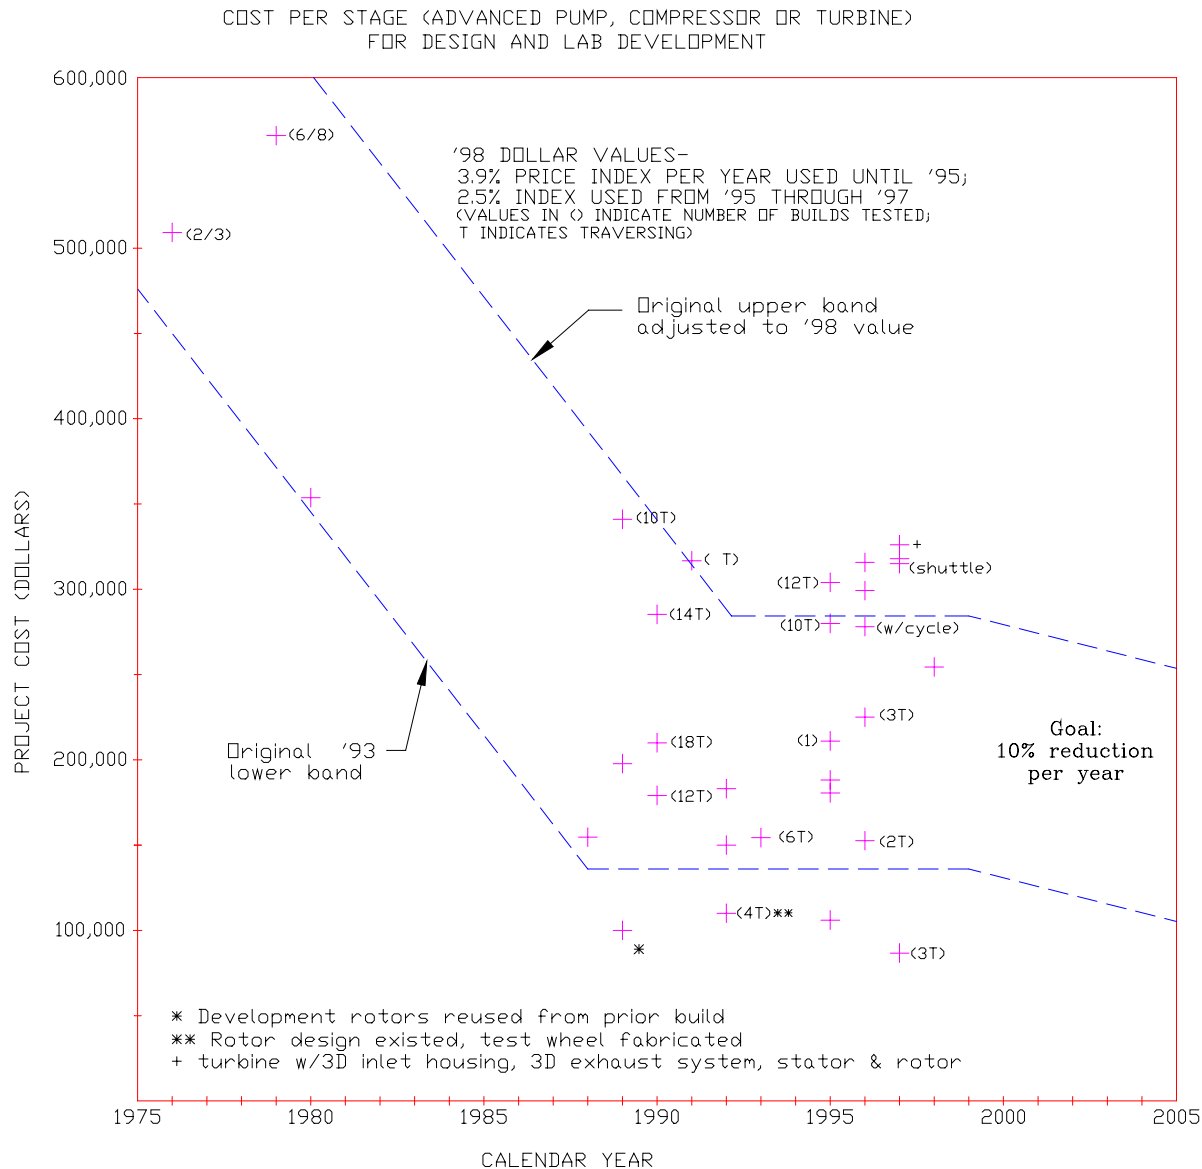 COST PER STAGE (ADVANCED PUMP, COMPRESSOR OR TURBINE)
FOR DESIGN AND LAB DEVELOPMENT
600,000
500,000
400,000
300,000
200,000
100,000
PROJECT COST (DOLLARS)
(6/8)
(2/3)
'98 DOLLAR VALUES-
3.9% PRICE INDEX PER YEAR USED UNTIL '95;
2.5% INDEX USED FROM '95 THROUGH '97
(VALUES IN () INDICATE NUMBER OF BUILDS TESTED;
T INDICATES TRAVERSING)
Original upper band
adjusted to '98 value
(10T)
( T)
+
(shuttle)
(12T)
(14T)
(10T)
(w/cycle)
(3T)
(18T)
(1)
Goal:
10% reduction
per year
Original '93
lower band
(12T)
(6T)
(2T)
(4T)**
*
(3T)
* Development rotors reused from prior build
** Rotor design existed, test wheel fabricated
+ turbine w/3D inlet housing, 3D exhaust system, stator & rotor
1975 1980 1985 1990 1995 2000 2005
CALENDAR YEAR